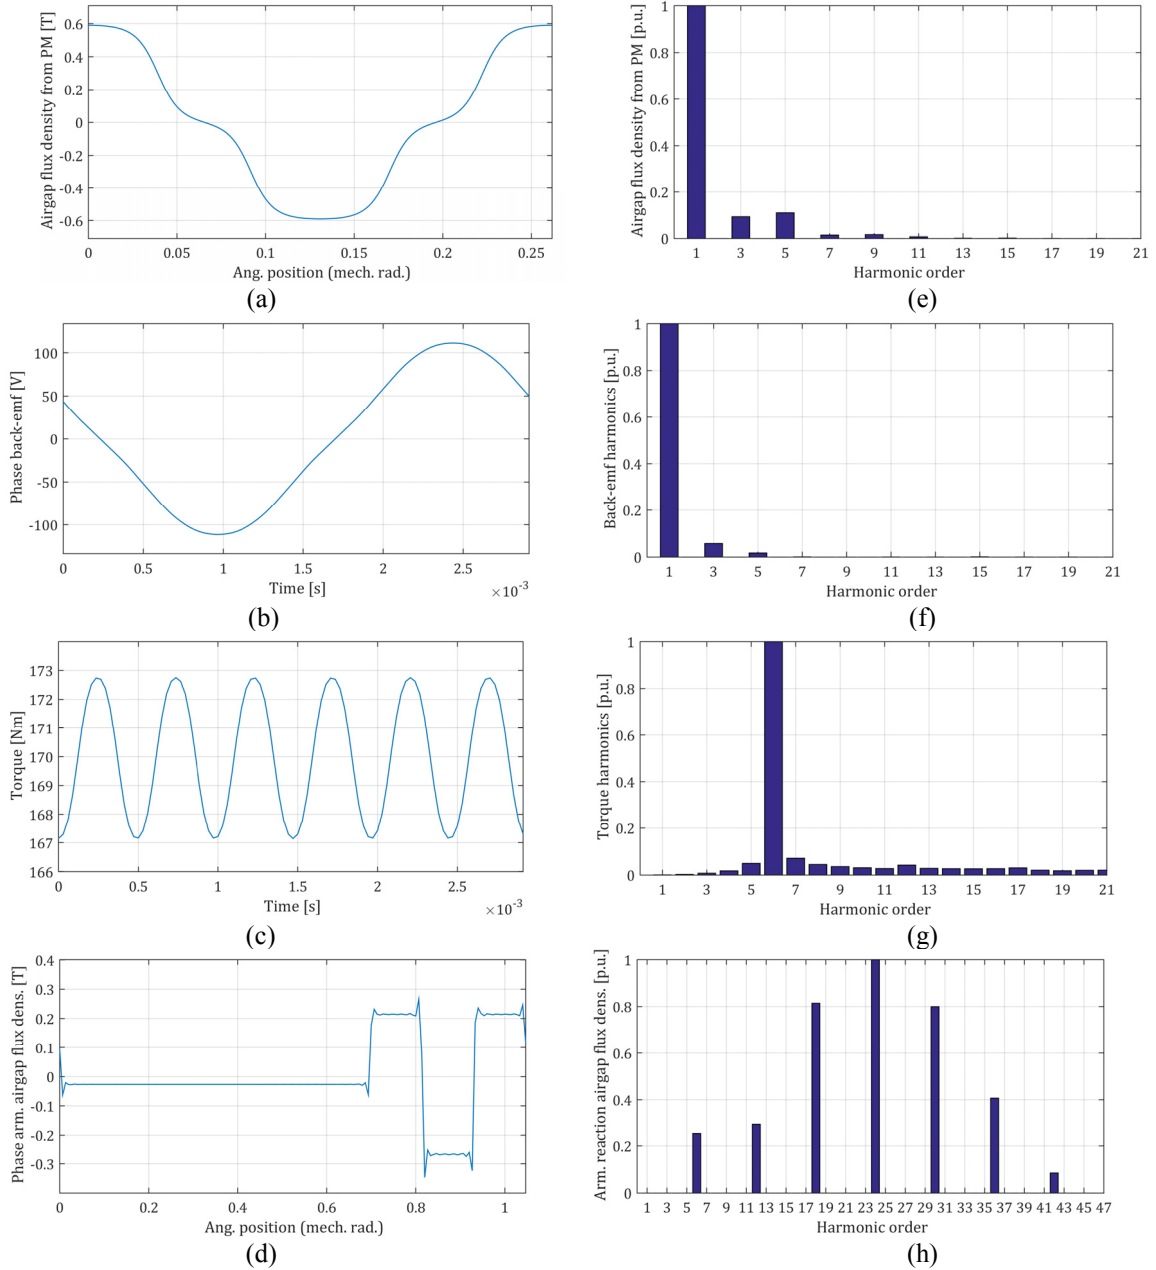 Airgap flux density from PM [T]
0.6
0.4
0.2
0
-0.2
-0.4
-0.6
0 0.05 0.1 0.15 0.2 0.25
Ang. position (mech. rad.)
(a)
Airgap flux density from PM [p.u.]
1
0.8
0.6
0.4
0.2
0
1 3 5 7 9 11 13 15 17 19 21
Harmonic order
(e)
Phase back-emf [V]
100
50
0
-50
-100
0 0.5 1 1.5 2 2.5
×10-3
Time [s]
(b)
Back-emf harmonics [p.u.]
1
0.8
0.6
0.4
0.2
0
1 3 5 7 9 11 13 15 17 19 21
Harmonic order
(f)
Torque [Nm]
173
172
171
170
169
168
167
166
0 0.5 1 1.5 2 2.5
×10-3
Time [s]
(c)
Torque harmonics [p.u.]
1
0.8
0.6
0.4
0.2
0
1 3 5 7 9 11 13 15 17 19 21
Harmonic order
(g)
Phase arm. airgap flux dens. [T]
0.4
0.3
0.2
0.1
0
-0.1
-0.2
-0.3
0 0.2 0.4 0.6 0.8 1
Ang. position (mech. rad.)
(d)
Arm. reaction airgap flux dens. [p.u.]
1
0.8
0.6
0.4
0.2
0
1 3 5 7 9 11 13 15 17 19 21 23 25 27 29 31 33 35 37 39 41 43 45 47
Harmonic order
(h)